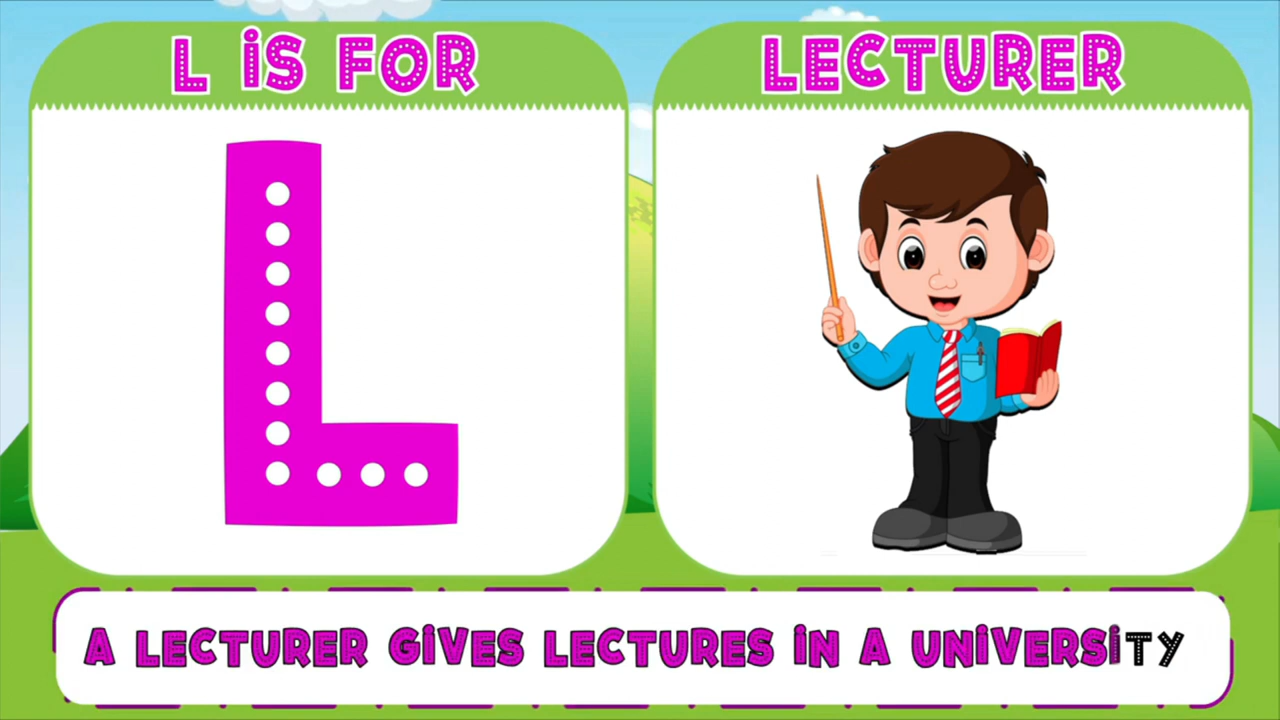 L iS FOR
LECTURER
L
A LECTURER GiVES LECTURES iN A UNiVERSiTY